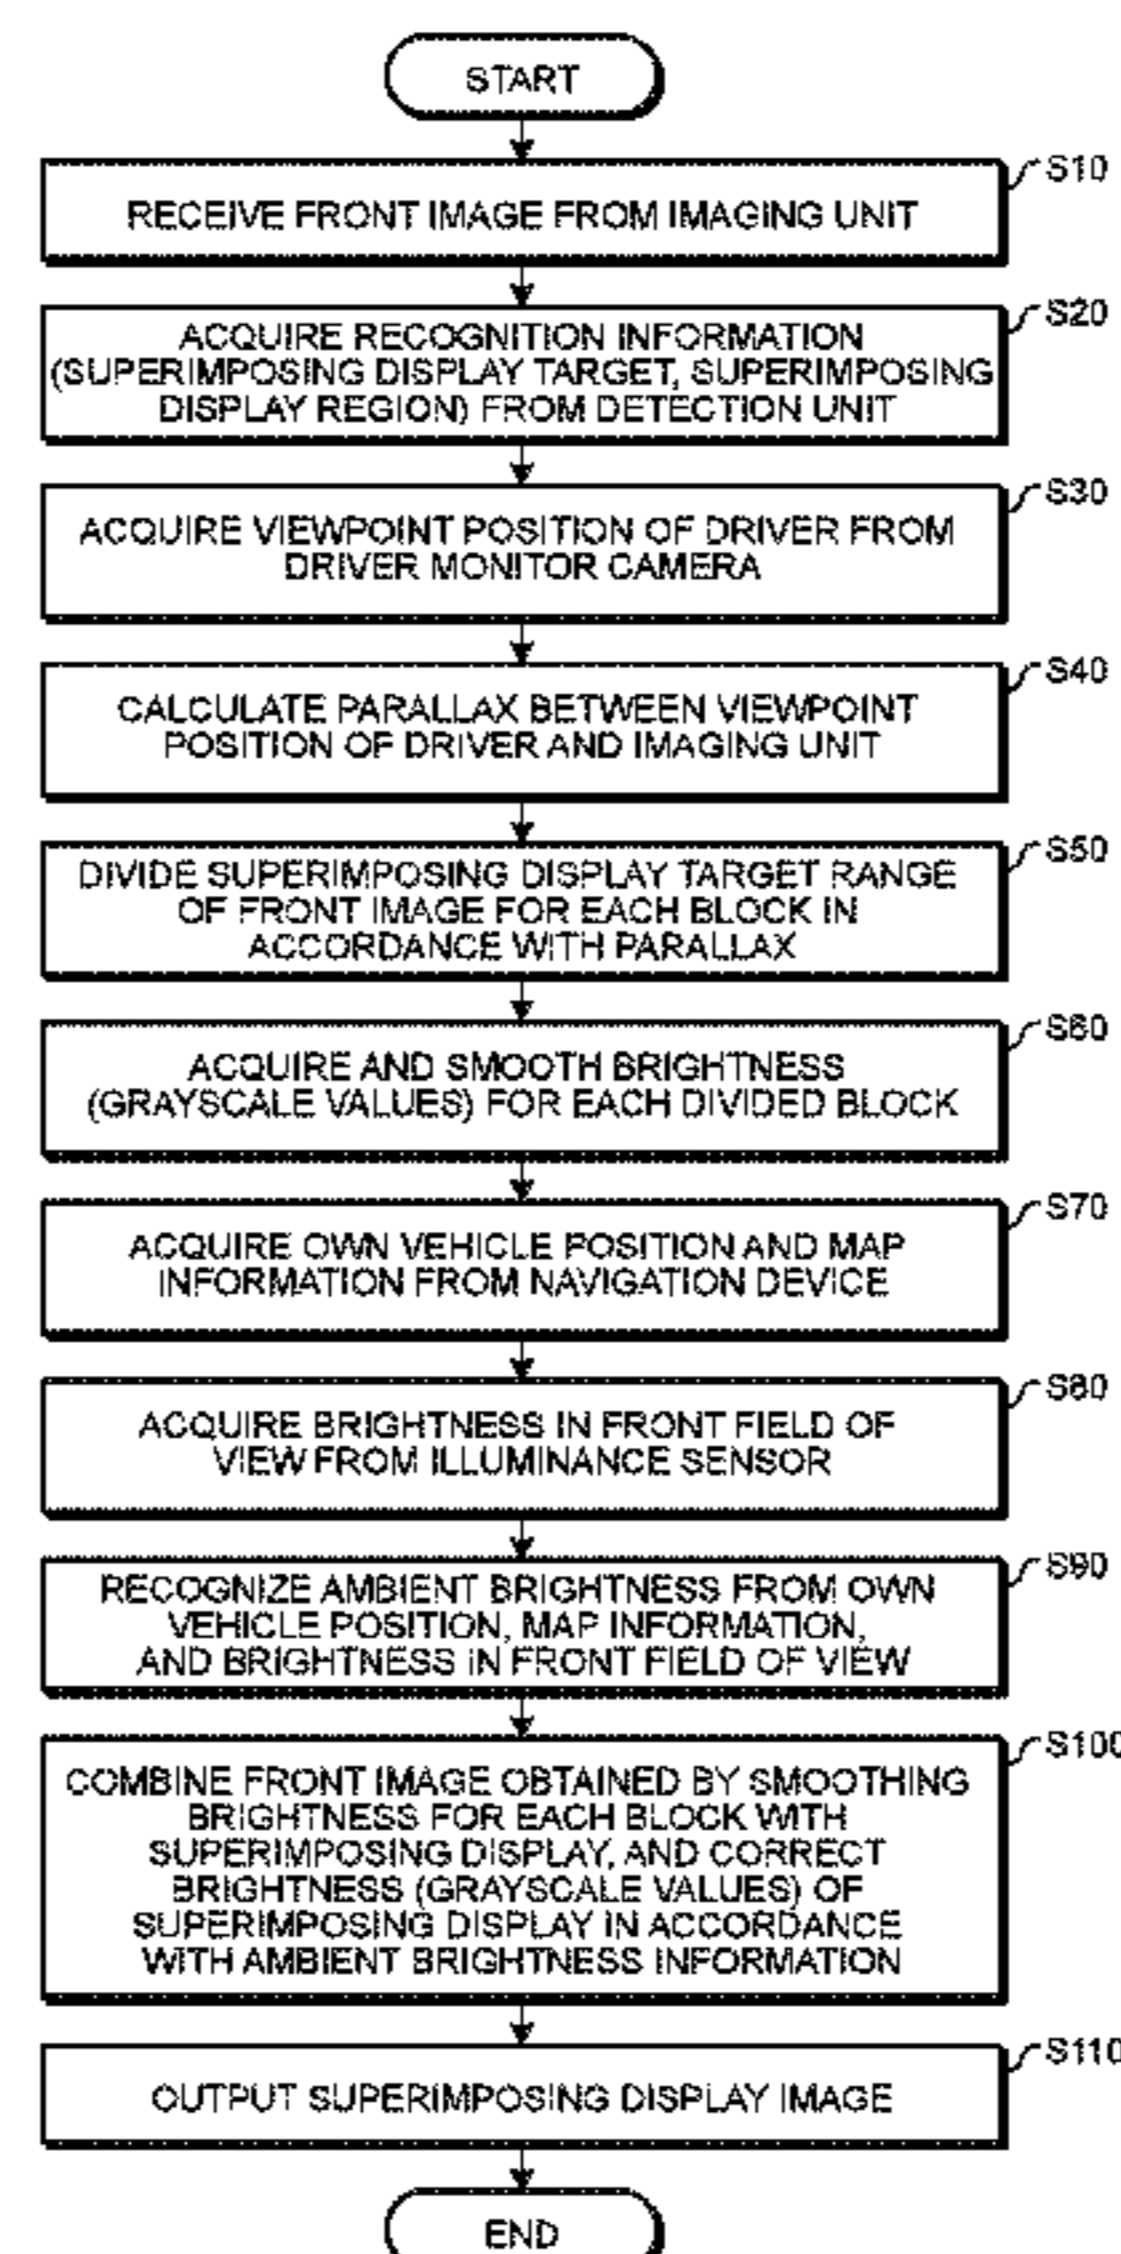 START
S10
RECEIVE FRONT IMAGE FROM IMAGING UNIT
S20
ACQUIRE RECOGNITION INFORMATION
(SUPERIMPOSING DISPLAY TARGET, SUPERIMPOSING
DISPLAY REGION) FROM DETECTION UNIT
S30
ACQUIRE VIEWPOINT POSITION OF DRIVER FROM
DRIVER MONITOR CAMERA
S40
CALCULATE PARALLAX BETWEEN VIEWPOINT
POSITION OF DRIVER AND IMAGING UNIT
S50
DIVIDE SUPERIMPOSING DISPLAY TARGET RANGE
OF FRONT IMAGE FOR EACH BLOCK IN
ACCORDANCE WITH PARALLAX
S60
ACQUIRE AND SMOOTH BRIGHTNESS
(GRAYSCALE VALUES) FOR EACH DIVIDED BLOCK
S70
ACQUIRE OWN VEHICLE POSITION AND MAP
INFORMATION FROM NAVIGATION DEVICE
S80
ACQUIRE BRIGHTNESS IN FRONT FIELD OF
VIEW FROM ILLUMINANCE SENSOR
S90
RECOGNIZE AMBIENT BRIGHTNESS FROM OWN
VEHICLE POSITION, MAP INFORMATION,
AND BRIGHTNESS IN FRONT FIELD OF VIEW
S100
COMBINE FRONT IMAGE OBTAINED BY SMOOTHING
BRIGHTNESS FOR EACH BLOCK WITH
SUPERIMPOSING DISPLAY, AND CORRECT
BRIGHTNESS (GRAYSCALE VALUES) OF
SUPERIMPOSING DISPLAY IN ACCORDANCE
WITH AMBIENT BRIGHTNESS INFORMATION
S110
OUTPUT SUPERIMPOSING DISPLAY IMAGE
END